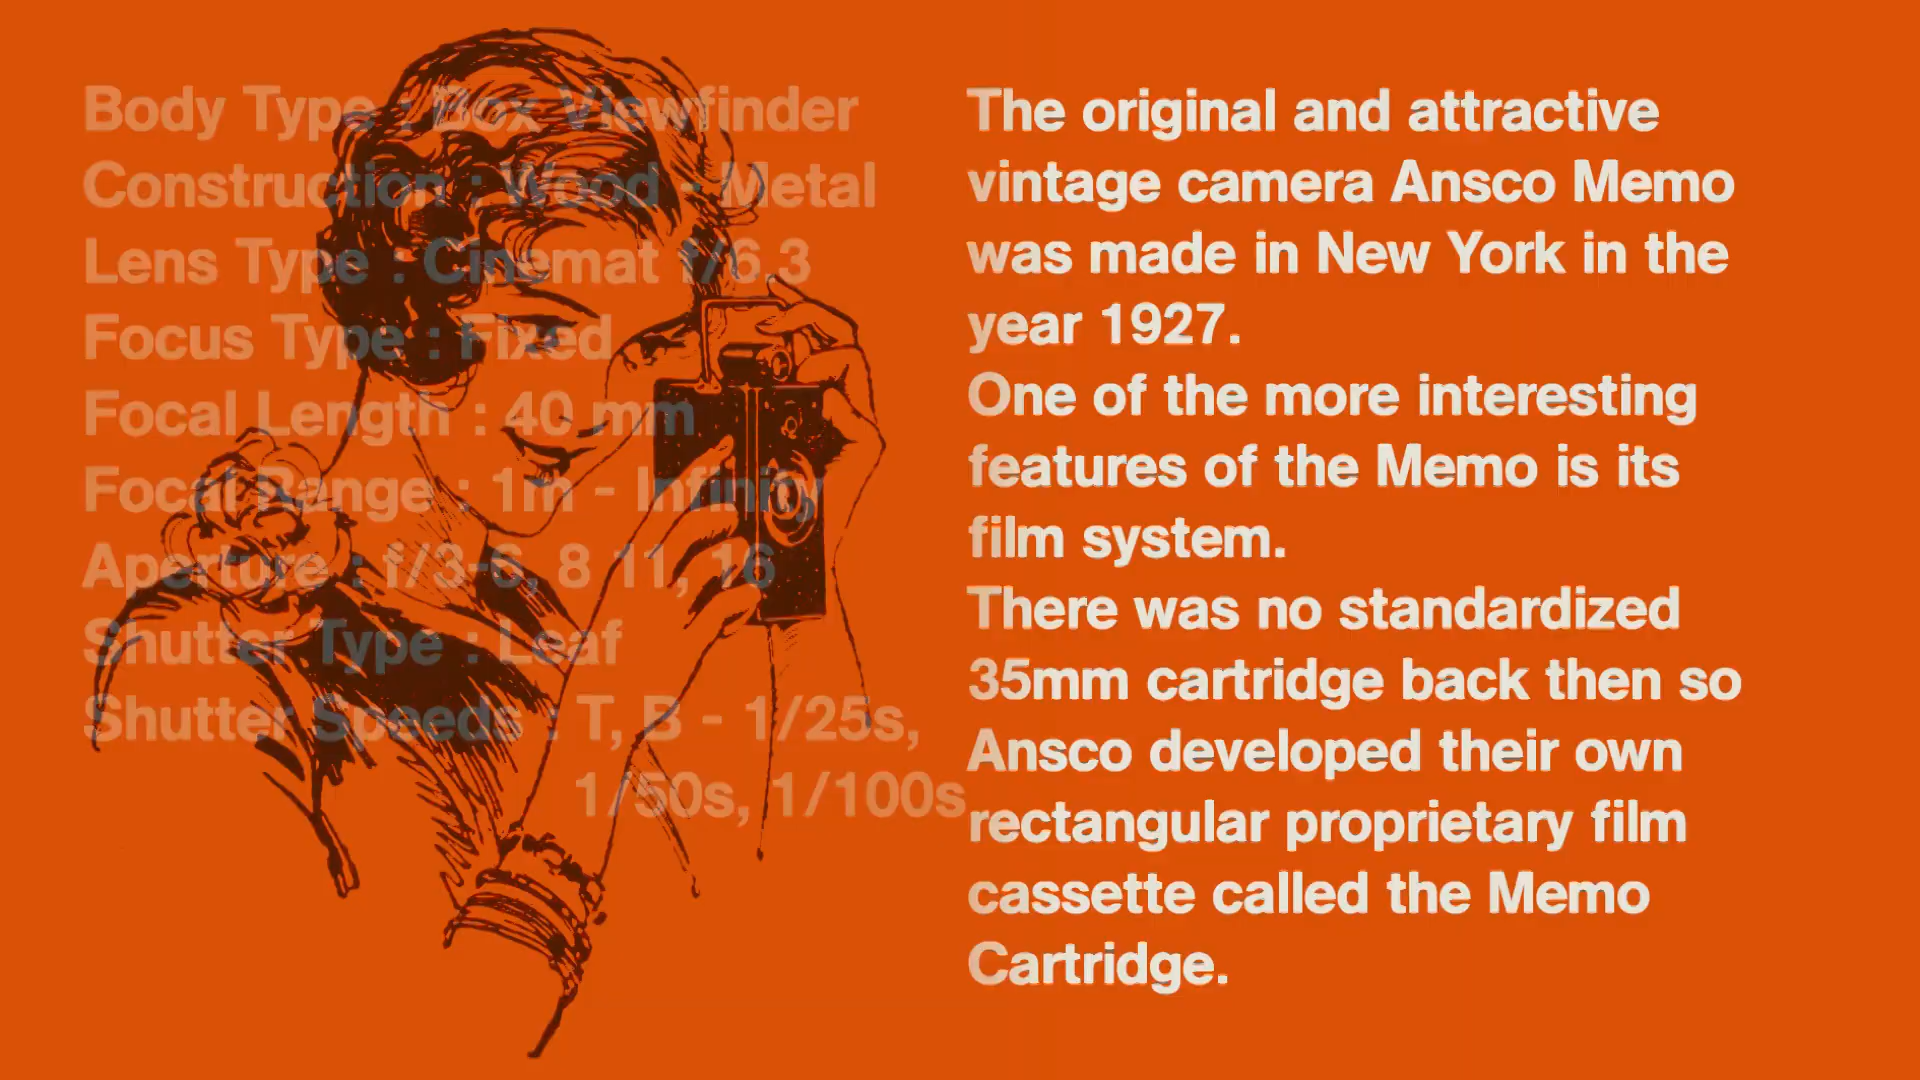 Body Type : Box Viewfinder
Construction : Wood - Metal
Lens Type : Cinemat f/6.3
Focus Type : Fixed
Focal Length : 40 mm
Focal Range : 1m - Infinity
Aperture : f/3-6, 8 11, 16
Shutter Type : Leaf
Shutter Speeds : T, B - 1/25s,
1/50s, 1/100s
The original and attractive
vintage camera Ansco Memo
was made in New York in the
year 1927.
One of the more interesting
features of the Memo is its
film system.
There was no standardized
35mm cartridge back then so
Ansco developed their own
rectangular proprietary film
cassette called the Memo
Cartridge.